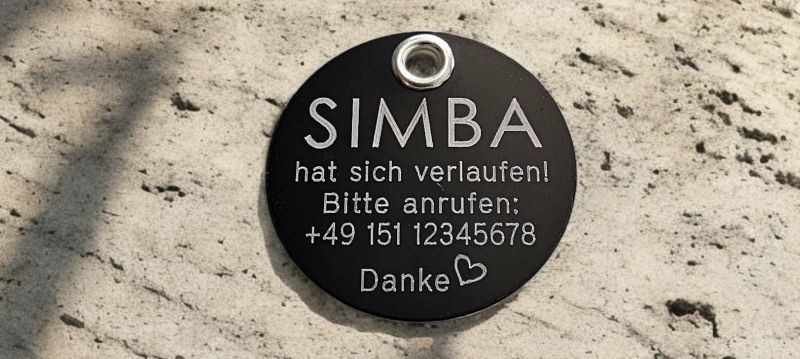 SIMBA
hat sich verlaufen!
Bitte anrufen:
+49 151 12345678
Danke♡